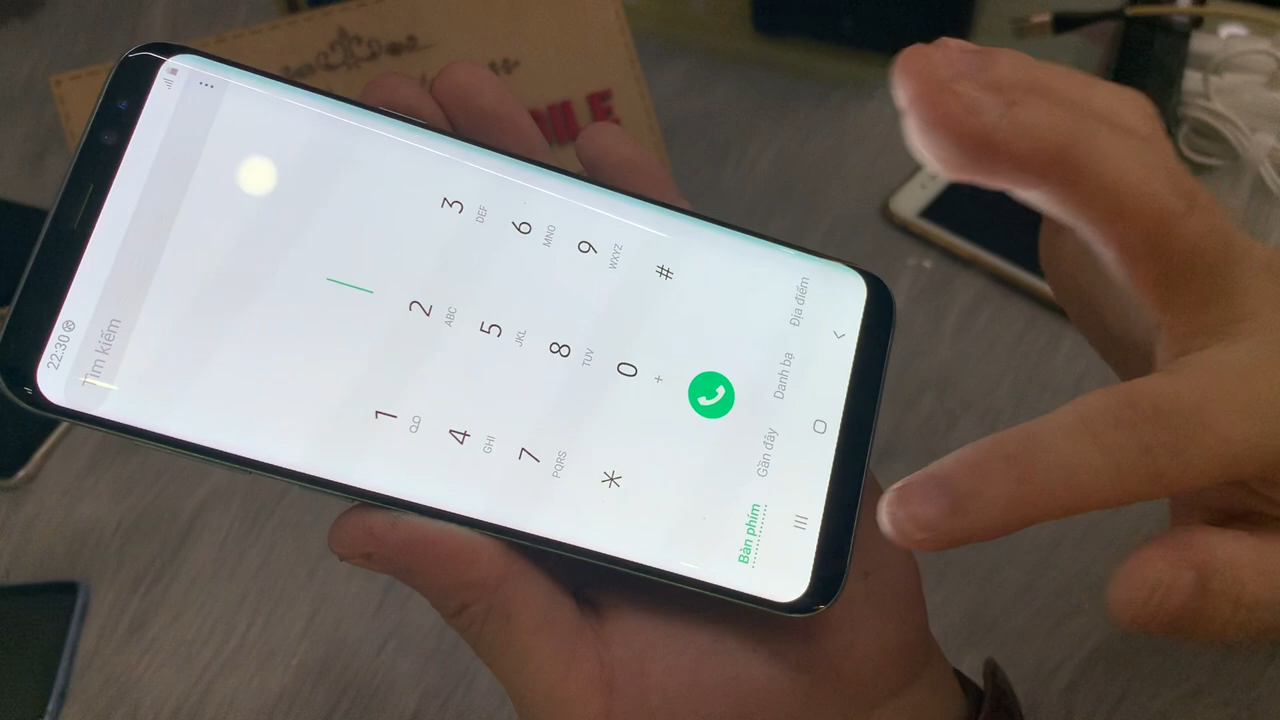 22:30
Tìm kiếm
1 2 3
ABC DEF
4 5 6
GHI JKL MNO
7 8 9
PQRS TUV WXYZ
* 0 #
+
Bàn phím Gần đây Danh bạ Địa điểm